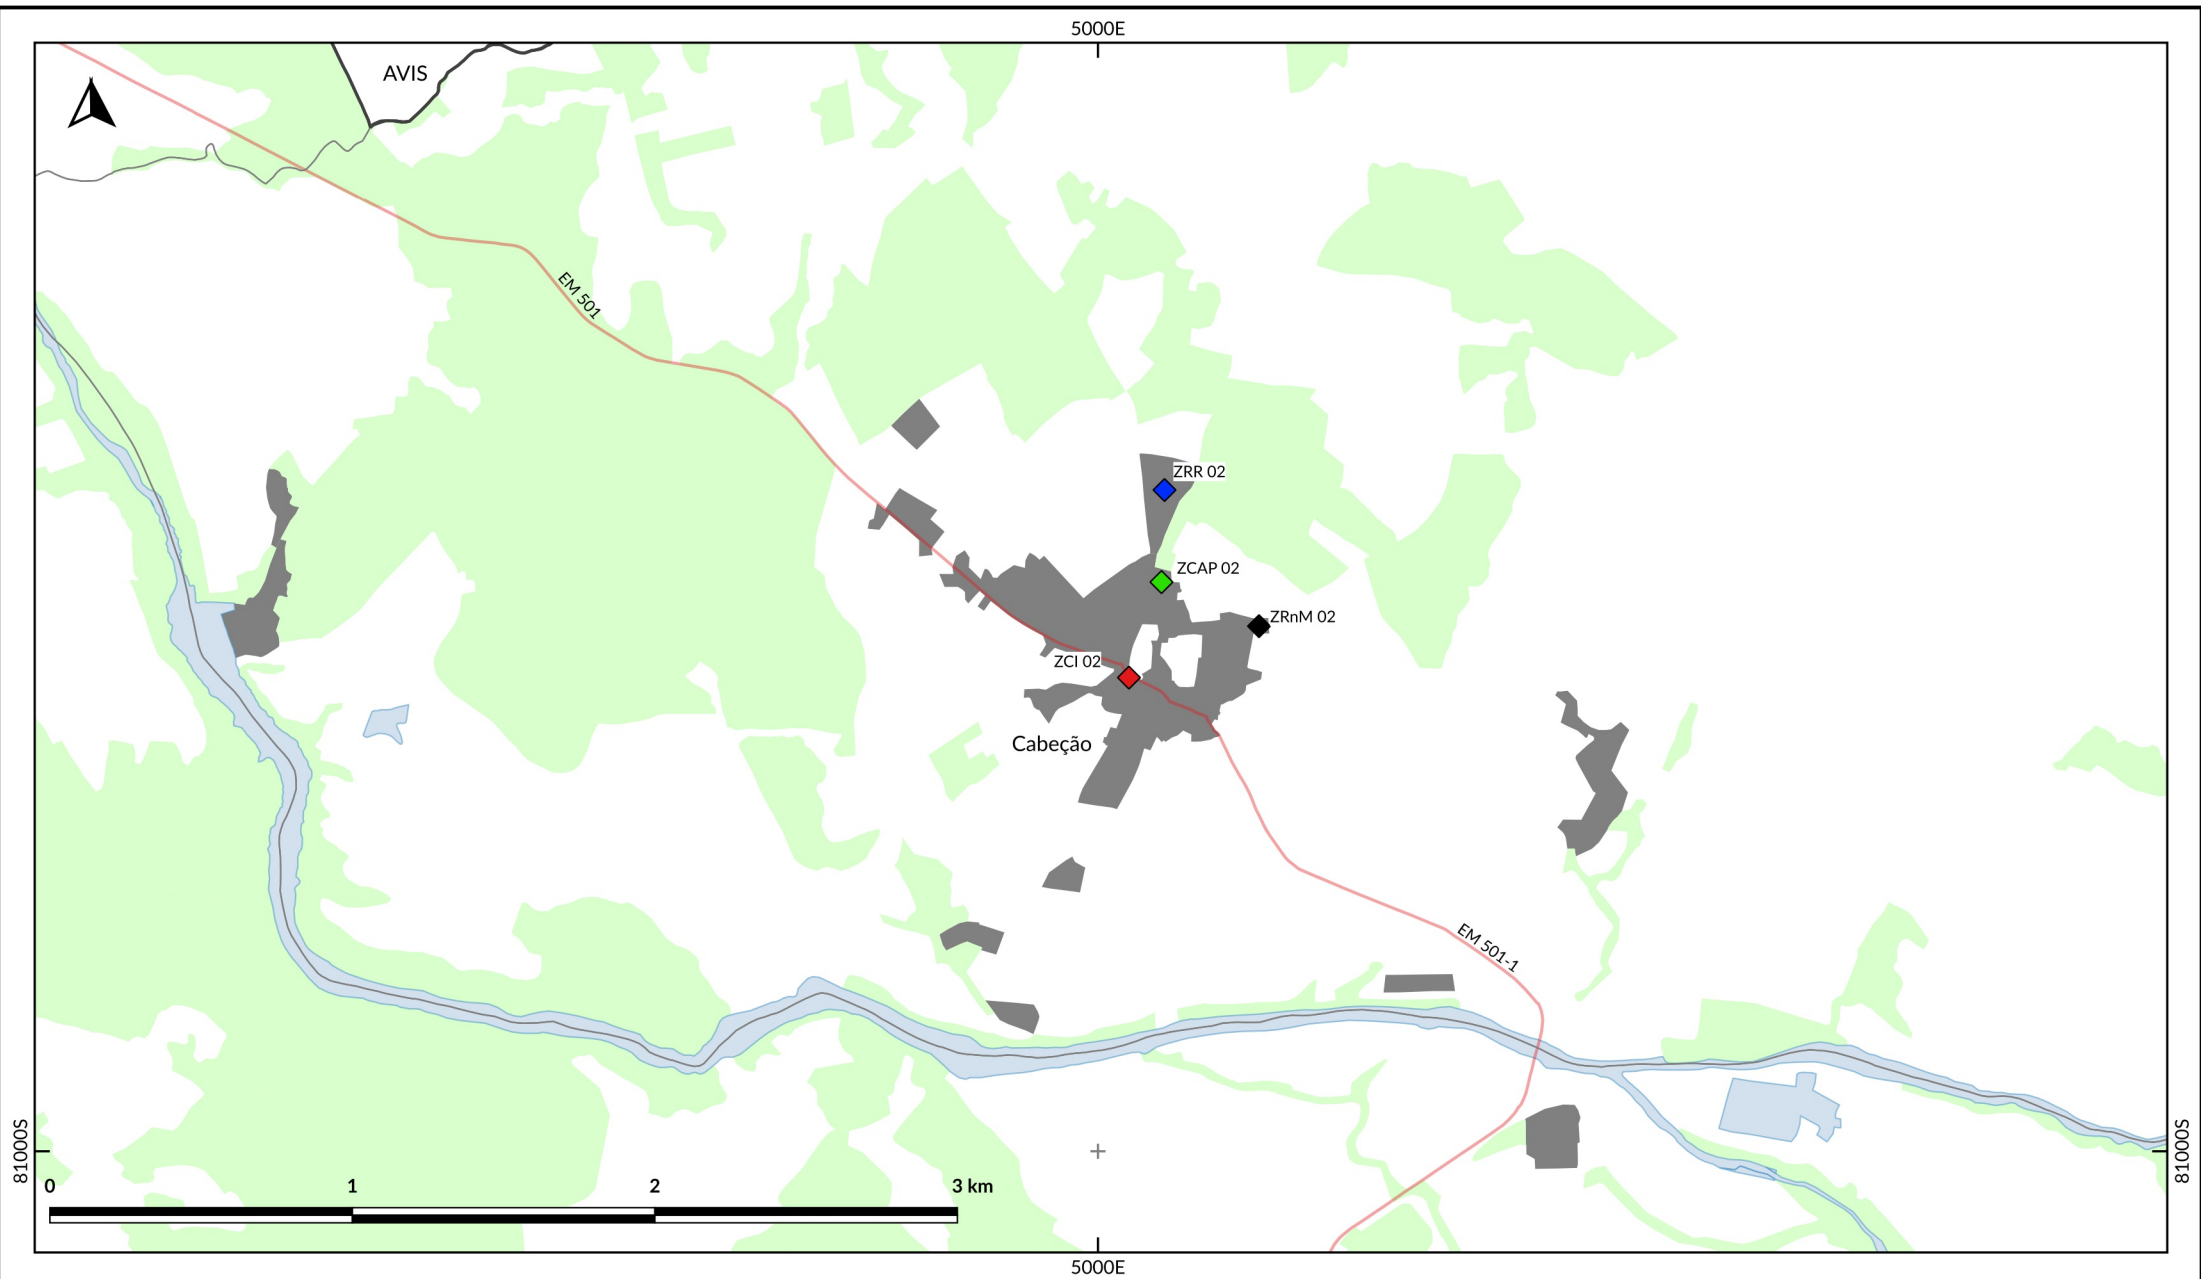 5000E
AVIS
EM 501
ZRR 02
ZCAP 02
ZRnM 02
ZCI 02
Cabeção
EM 501-1
81000S
81000S
0 1 2 3 km
5000E